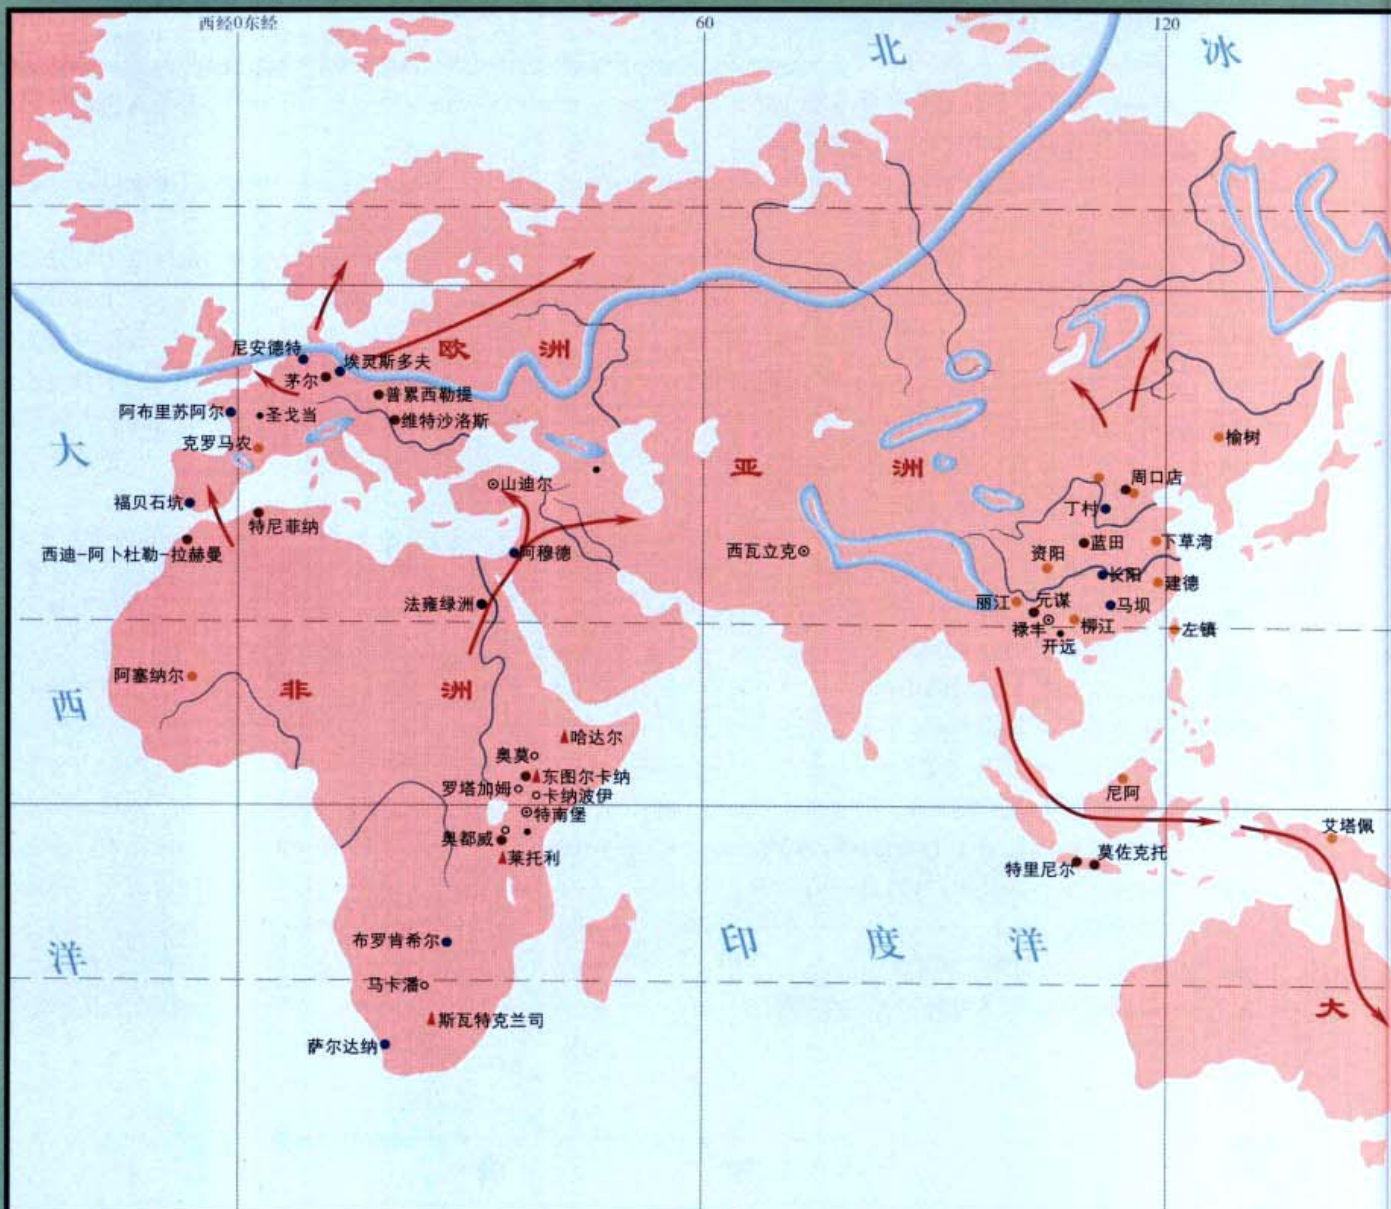 西经0东经
60
120
北
冰
尼安德特
欧 洲
埃灵斯多夫
茅尔
普累西勒提
阿布里苏阿尔
圣戈当
维特沙洛斯
克罗马农
大
亚 洲
榆树
山迪尔
周口店
福贝石坑
丁村
特尼菲纳
西迪-阿卜杜勒-拉赫曼
阿穆德
西瓦立克
蓝田
下草湾
资阳
长阳
建德
法雍绿洲
丽江
元谋
马坝
禄丰
柳江
左镇
开远
阿塞纳尔
非 洲
西
哈达尔
奥莫
东图尔卡纳
罗塔加姆
卡纳波伊
尼阿
特南堡
艾塔佩
奥都威
莱托利
莫佐克托
特里尼尔
布罗肯希尔
印 度 洋
洋
马卡潘
斯瓦特克兰司
大
萨尔达纳